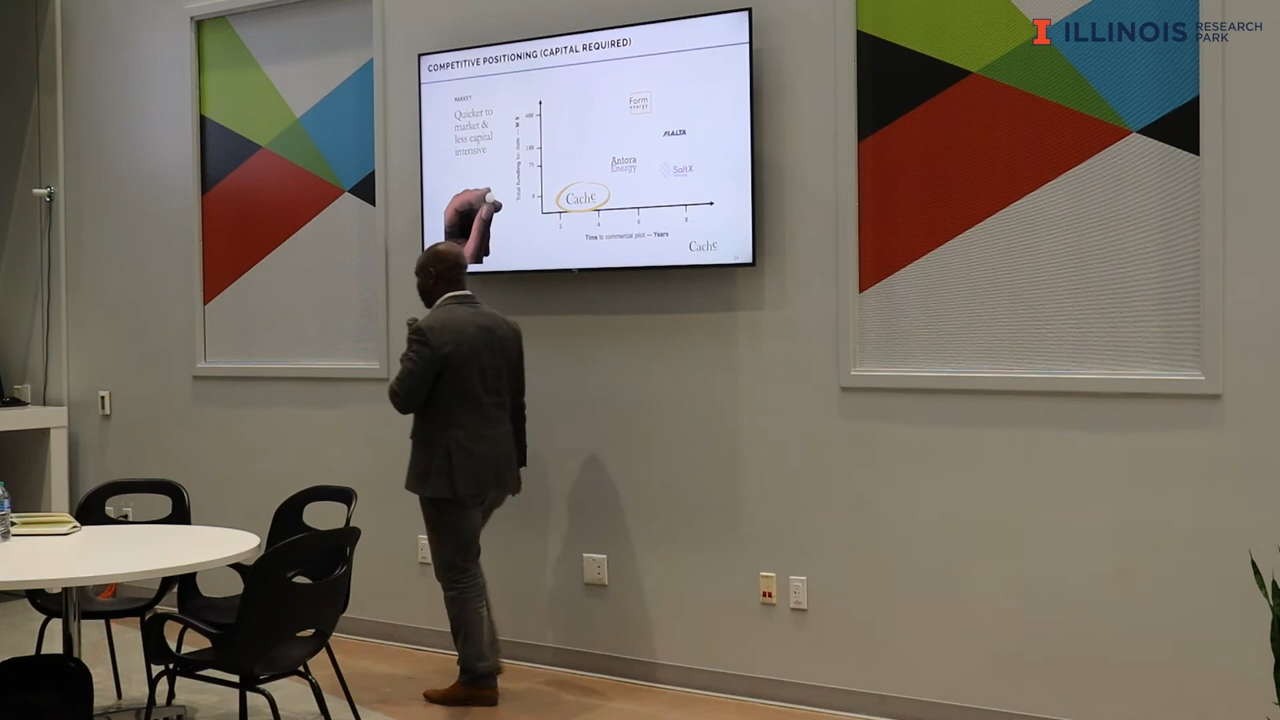 ILLINOIS RESEARCH
PARK
COMPETITIVE POSITIONING (CAPITAL REQUIRED)
MARKET
Quicker to
market &
less capital
intensive
Form
energy
MALTA
Antora
Energy
SaltX
Cache
Time to commercial pilot — Years
Cache